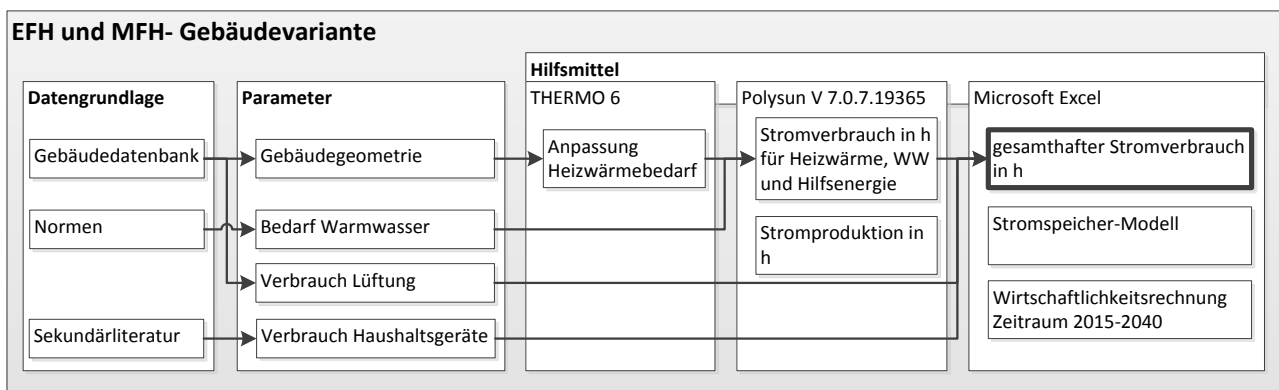 EFH und MFH- Gebäudevariante
Datengrundlage
Gebäudedatenbank
Normen
Sekundärliteratur
Parameter
Gebäudegeometrie
Bedarf Warmwasser
Verbrauch Lüftung
Verbrauch Haushaltsgeräte
Hilfsmittel
THERMO 6
Anpassung
Heizwärmebedarf
Polysun V 7.0.7.19365
Stromverbrauch in h
für Heizwärme, WW
und Hilfsenergie
Stromproduktion in
h
Microsoft Excel
gesamthafter Stromverbrauch
in h
Stromspeicher-Modell
Wirtschaftlichkeitsrechnung
Zeitraum 2015-2040